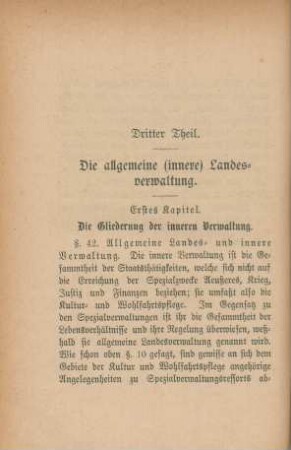 Dritter Theil.
Die allgemeine (innere) Landes-
verwaltung.
Erstes Kapitel.
Die Gliederung der inneren Verwaltung.
§. 42. Allgemeine Landes- und innere
Verwaltung. Die innere Verwaltung ist die Ge-
sammtheit der Staatsthätigkeiten, welche sich nicht auf
die Erreichung der Spezialzwecke Aeußeres, Krieg,
Justiz und Finanzen beziehen; sie umfaßt also die
Kultur- und Wohlfahrtspflege. Im Gegensatz zu
den Spezialverwaltungen ist ihr die Gesammtheit der
Lebensverhältnisse und ihre Regelung überwiesen, weß-
halb sie allgemeine Landesverwaltung genannt wird.
Wie schon oben §. 10 gesagt, sind gewisse an sich dem
Gebiete der Kultur und Wohlfahrtspflege angehörige
Angelegenheiten zu Spezialverwaltungsressorts ab-